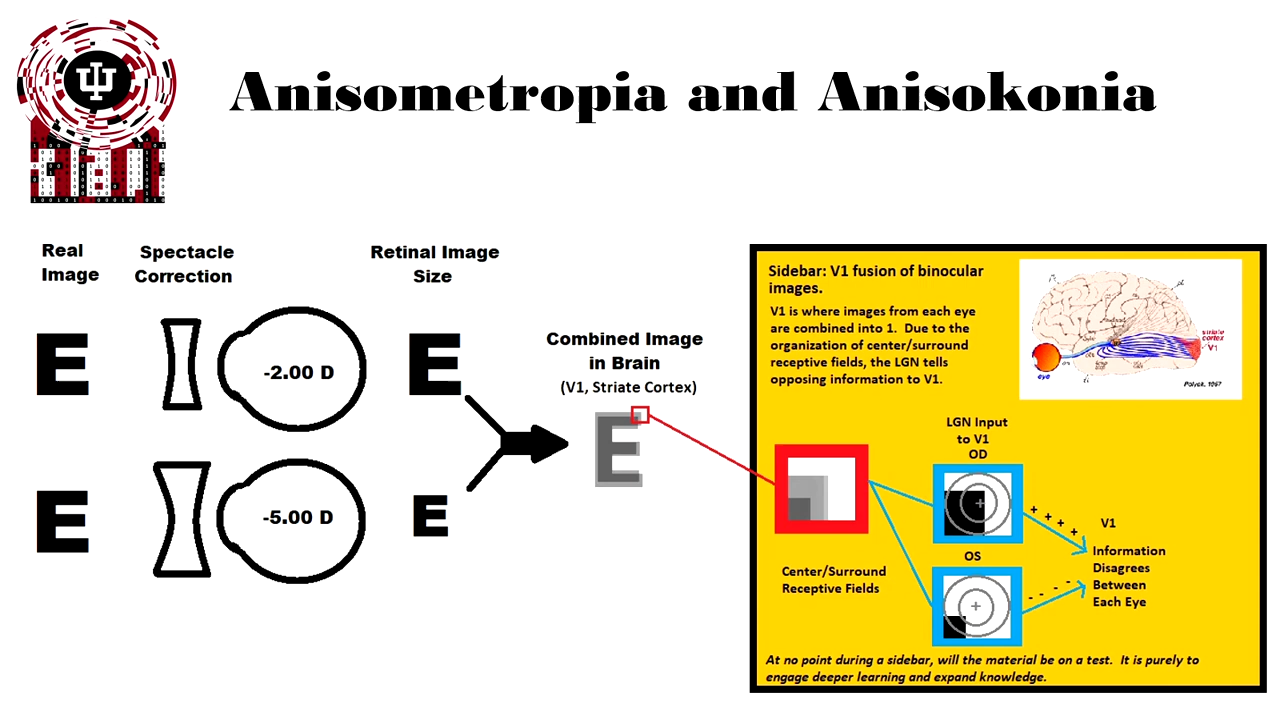 Anisometropia and Anisokonia
Real
Image
Spectacle
Correction
Retinal Image
Size
E
-2.00 D
E
E
-5.00 D
E
Combined Image
in Brain
(V1, Striate Cortex)
E
Sidebar: V1 fusion of binocular
images.
V1 is where images from each eye
are combined into 1. Due to the
organization of center/surround
receptive fields, the LGN tells
opposing information to V1.
striate
cortex
V1
eye
Polyak, 1957
LGN Input
to V1
OD
+ + + +
V1
OS
Information
Disagrees
Between
Each Eye
- - - -
Center/Surround
Receptive Fields
At no point during a sidebar, will the material be on a test. It is purely to
engage deeper learning and expand knowledge.